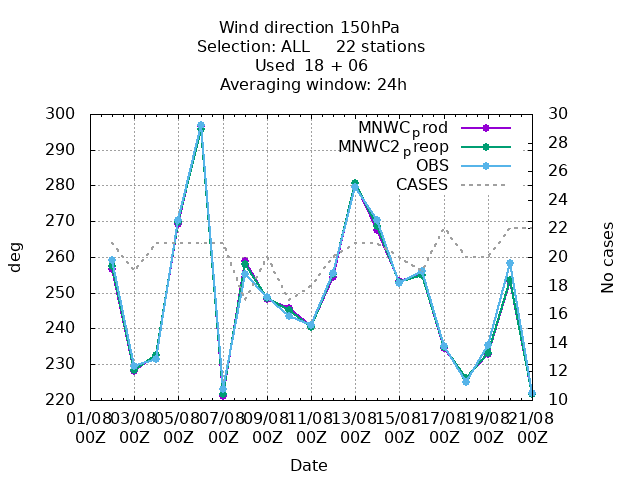 Wind direction 150hPa
Selection: ALL 22 stations
Used 18 + 06
Averaging window: 24h
300 30
MNWCprod
290 28
MNWC2preop
OBS
280 26
CASES
24
270
22
deg
260 20
No cases
250 18
16
240
14
230 12
220 10
01/08 03/08 05/08 07/08 09/08 11/08 13/08 15/08 17/08 19/08 21/08
00Z 00Z 00Z 00Z 00Z 00Z 00Z 00Z 00Z 00Z 00Z
Date